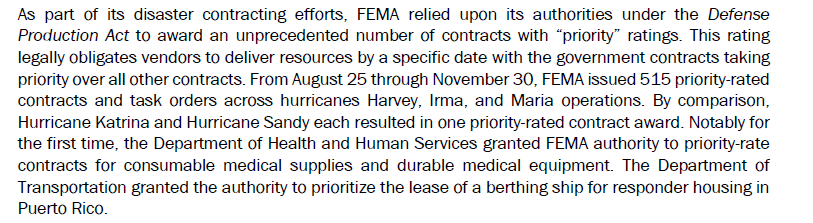 As part of its disaster contracting efforts, FEMA relied upon its authorities under the Defense
Production Act to award an unprecedented number of contracts with “priority” ratings. This rating
legally obligates vendors to deliver resources by a specific date with the government contracts taking
priority over all other contracts. From August 25 through November 30, FEMA issued 515 priority-rated
contracts and task orders across hurricanes Harvey, Irma, and Maria operations. By comparison,
Hurricane Katrina and Hurricane Sandy each resulted in one priority-rated contract award. Notably for
the first time, the Department of Health and Human Services granted FEMA authority to priority-rate
contracts for consumable medical supplies and durable medical equipment. The Department of
Transportation granted the authority to prioritize the lease of a berthing ship for responder housing in
Puerto Rico.